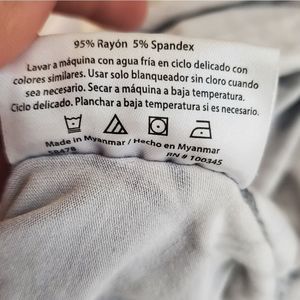 95% Rayón 5% Spandex
Lavar a máquina con agua fría en ciclo delicado con
colores similares. Usar solo blanqueador sin cloro cuando
sea necesario. Secar a máquina a baja temperatura.
Ciclo delicado. Planchar a baja temperatura si es necesario.
Made in Myanmar / Hecho en Myanmar
58478 RN # 100345